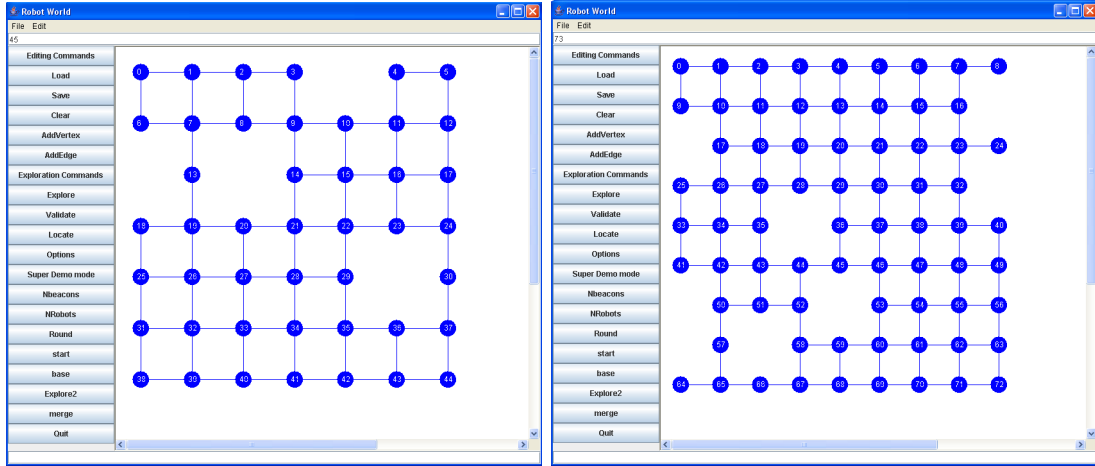 Robot World
File Edit
45
Editing Commands
Load
Save
Clear
AddVertex
AddEdge
Exploration Commands
Explore
Validate
Locate
Options
Super Demo mode
Nbeacons
NRobots
Round
start
base
Explore2
merge
Quit
0 1 2 3 4 5
6 7 8 9 10 11 12
13 14 15 16 17
18 19 20 21 22 23 24
25 26 27 28 29 30
31 32 33 34 35 36 37
38 39 40 41 42 43 44
Robot World
File Edit
73
Editing Commands
Load
Save
Clear
AddVertex
AddEdge
Exploration Commands
Explore
Validate
Locate
Options
Super Demo mode
Nbeacons
NRobots
Round
start
base
Explore2
merge
Quit
0 1 2 3 4 5 6 7 8
9 10 11 12 13 14 15 16
17 18 19 20 21 22 23 24
25 26 27 28 29 30 31 32
33 34 35 36 37 38 39 40
41 42 43 44 45 46 47 48 49
50 51 52 53 54 55 56
57 58 59 60 61 62 63
64 65 66 67 68 69 70 71 72